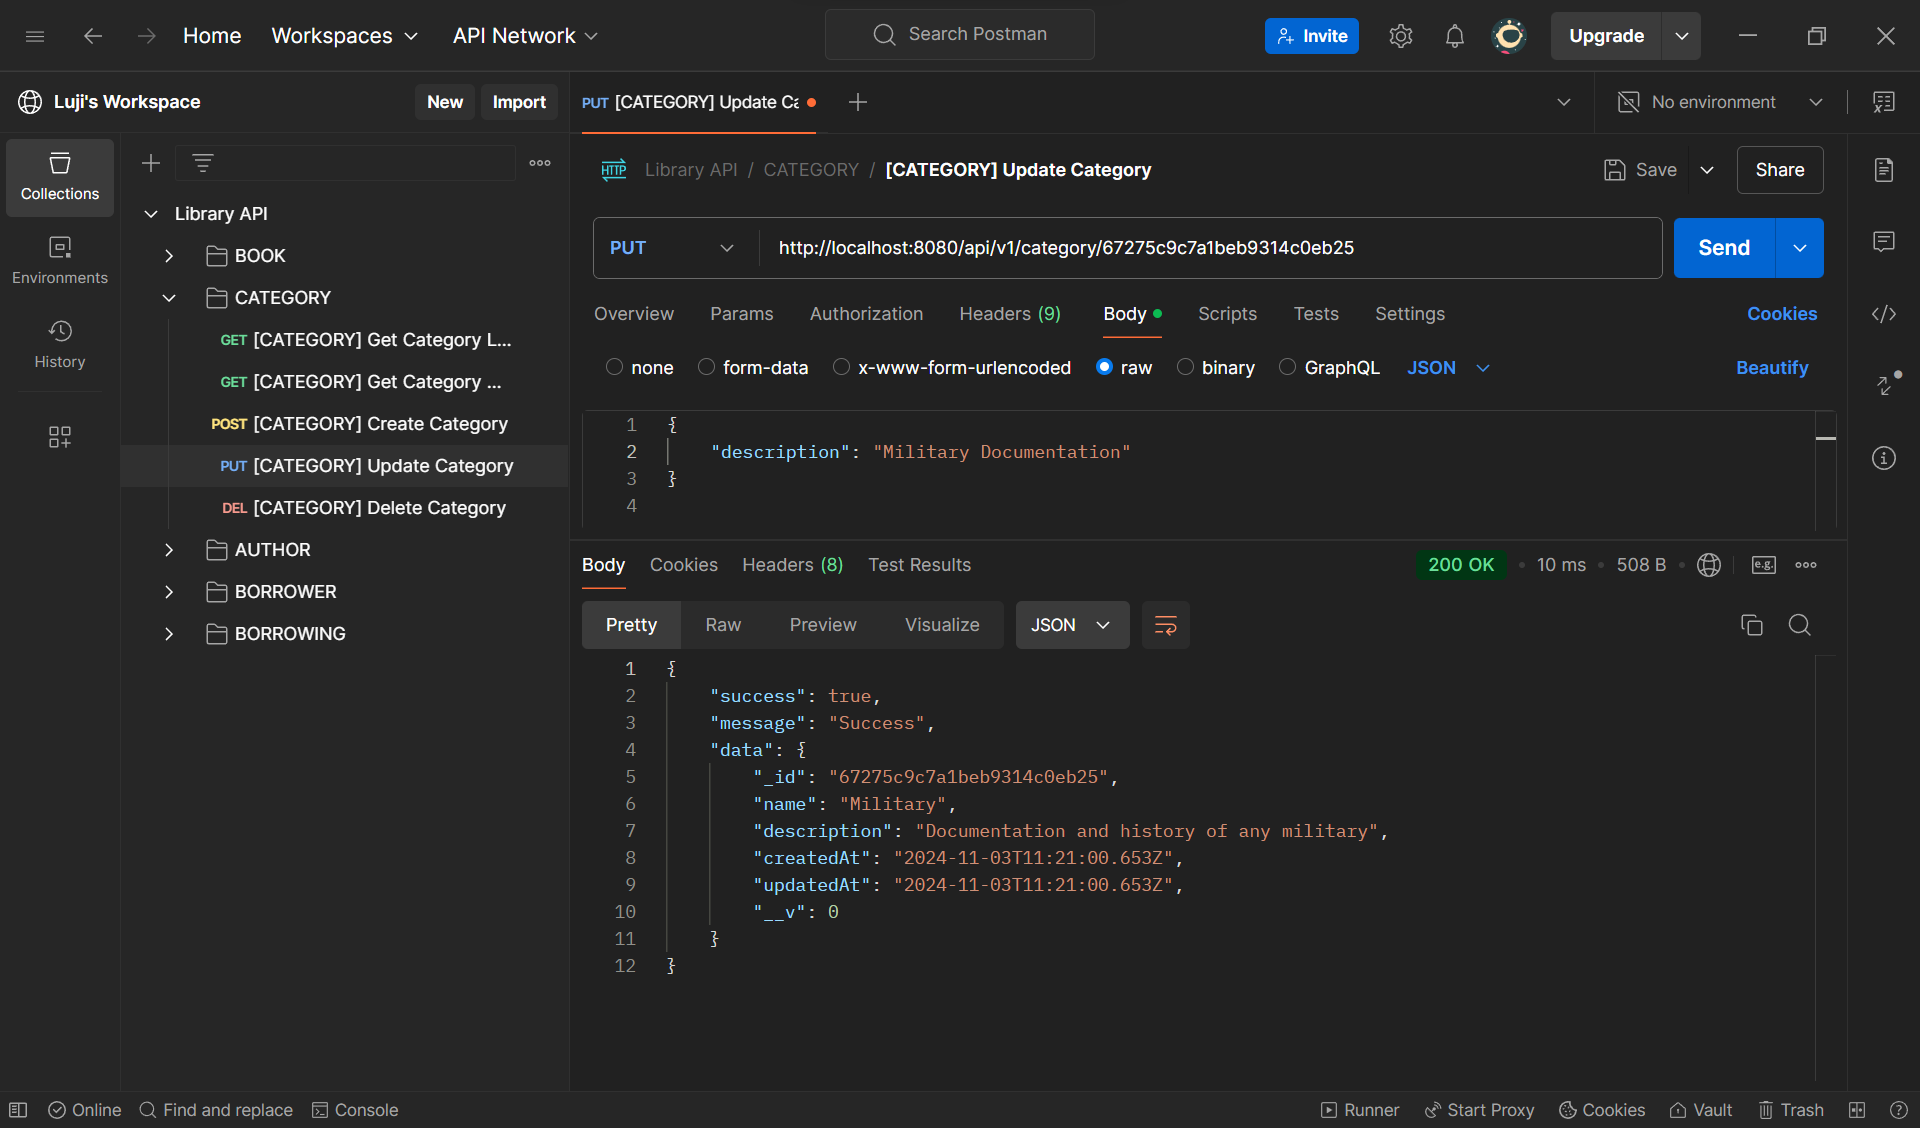 Home Workspaces API Network Search Postman Invite Upgrade
Luji's Workspace New Import PUT [CATEGORY] Update Ca No environment
Collections
Environments
History
Library API
BOOK
CATEGORY
GET [CATEGORY] Get Category L...
GET [CATEGORY] Get Category ...
POST [CATEGORY] Create Category
PUT [CATEGORY] Update Category
DEL [CATEGORY] Delete Category
AUTHOR
BORROWER
BORROWING
HTTP Library API / CATEGORY / [CATEGORY] Update Category Save Share
PUT http://localhost:8080/api/v1/category/67275c9c7a1beb9314c0eb25 Send
Overview Params Authorization Headers (9) Body Scripts Tests Settings Cookies
none form-data x-www-form-urlencoded raw binary GraphQL JSON Beautify
1 {
2 "description": "Military Documentation"
3 }
4
Body Cookies Headers (8) Test Results 200 OK 10 ms 508 B e.g.
Pretty Raw Preview Visualize JSON
1 {
2 "success": true,
3 "message": "Success",
4 "data": {
5 "_id": "67275c9c7a1beb9314c0eb25",
6 "name": "Military",
7 "description": "Documentation and history of any military",
8 "createdAt": "2024-11-03T11:21:00.653Z",
9 "updatedAt": "2024-11-03T11:21:00.653Z",
10 "__v": 0
11 }
12 }
Online Find and replace Console Runner Start Proxy Cookies Vault Trash